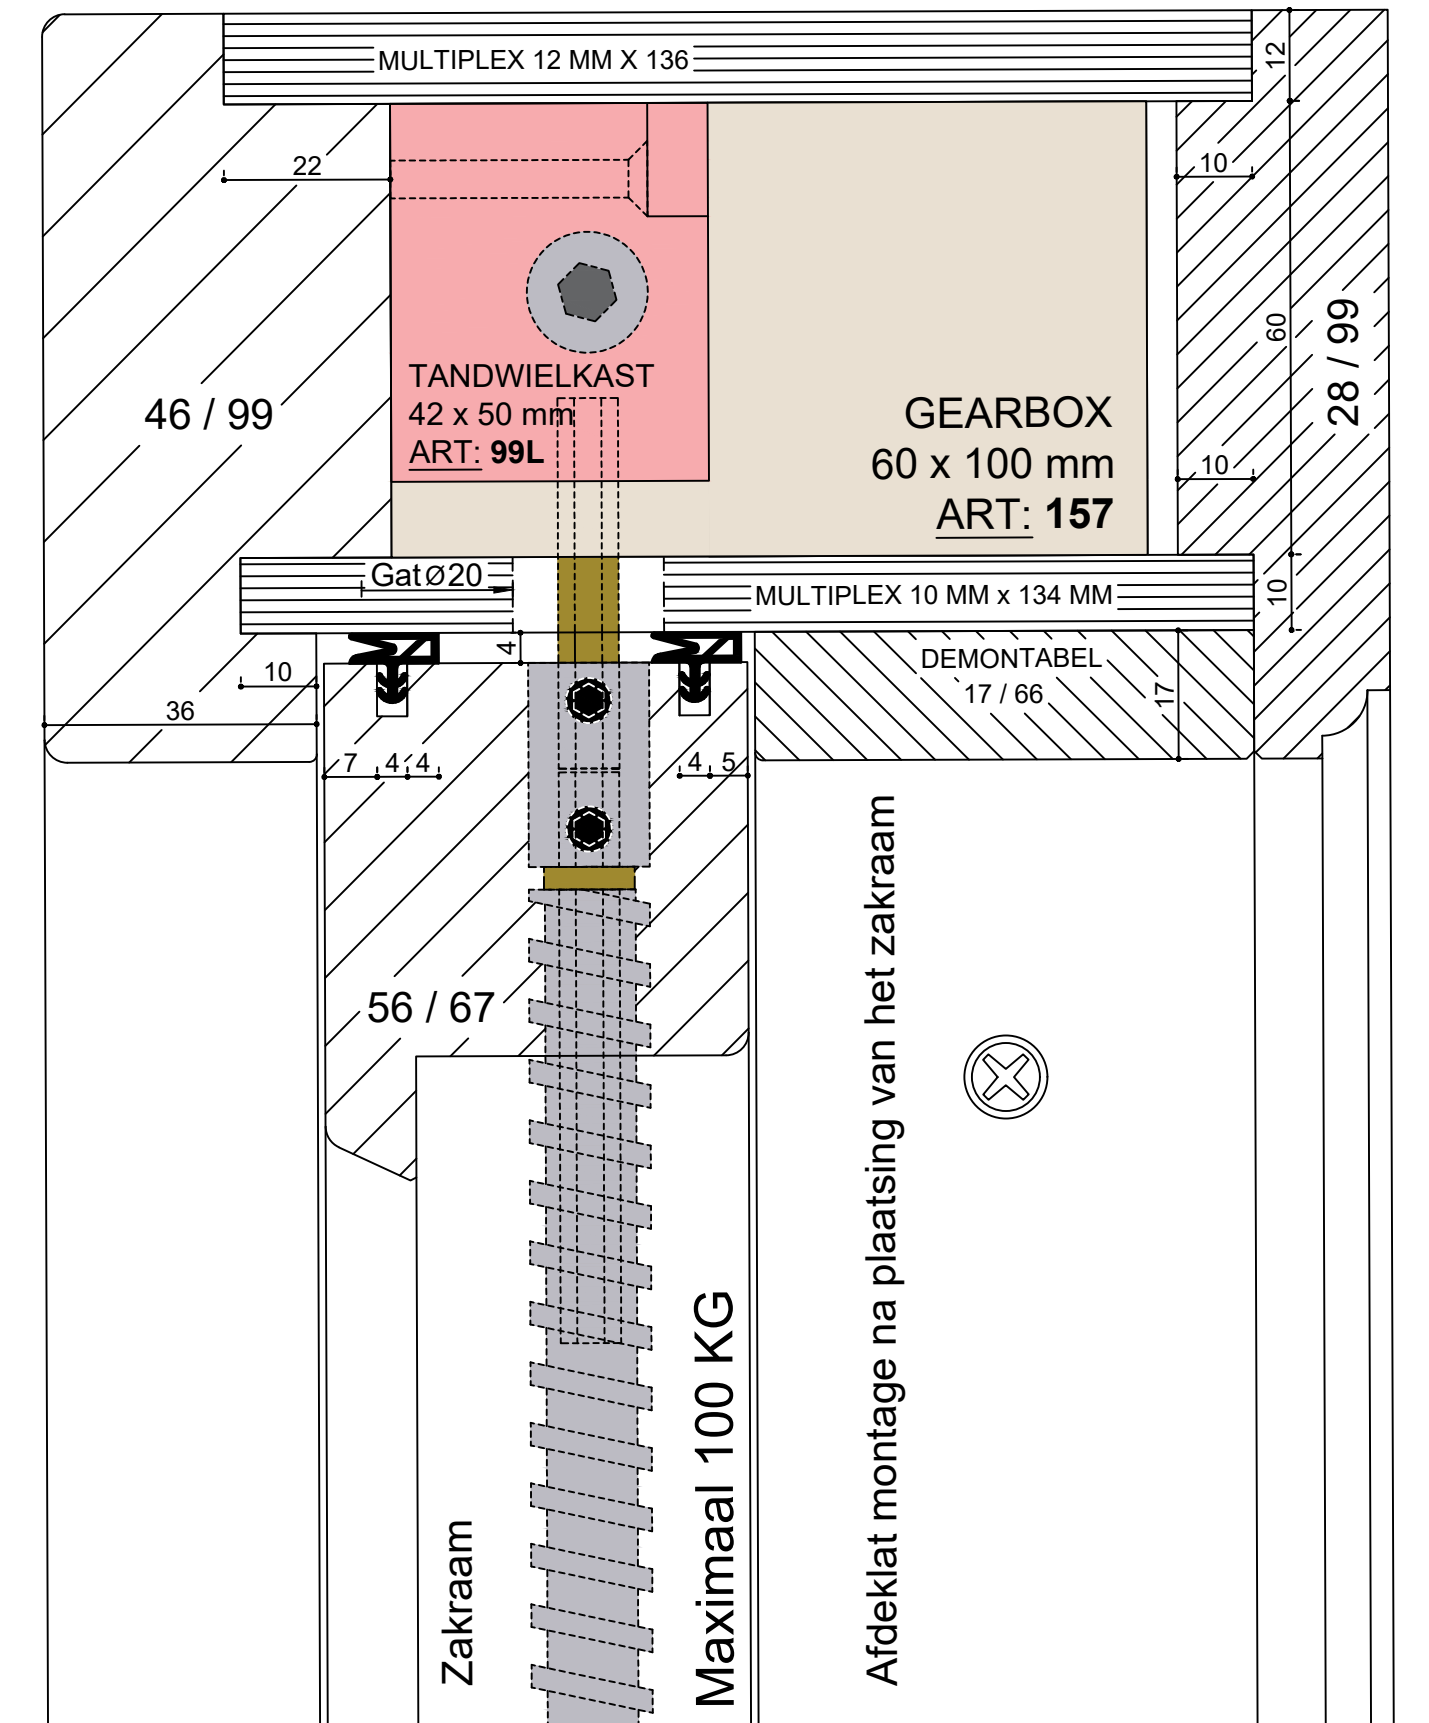 MULTIPLEX 12 MM X 136
12
22
10
60
28 / 99
46 / 99
TANDWIELKAST
42 x 50 mm
ART: 99L
GEARBOX
60 x 100 mm
ART: 157
10
Gatø20
MULTIPLEX 10 MM x 134 MM
10
4
DEMONTABEL
17 / 66
17
10
36
7 4 4
4 5
56 / 67
Zakraam
Maximaal 100 KG
Afdeklat montage na plaatsing van het zakraam